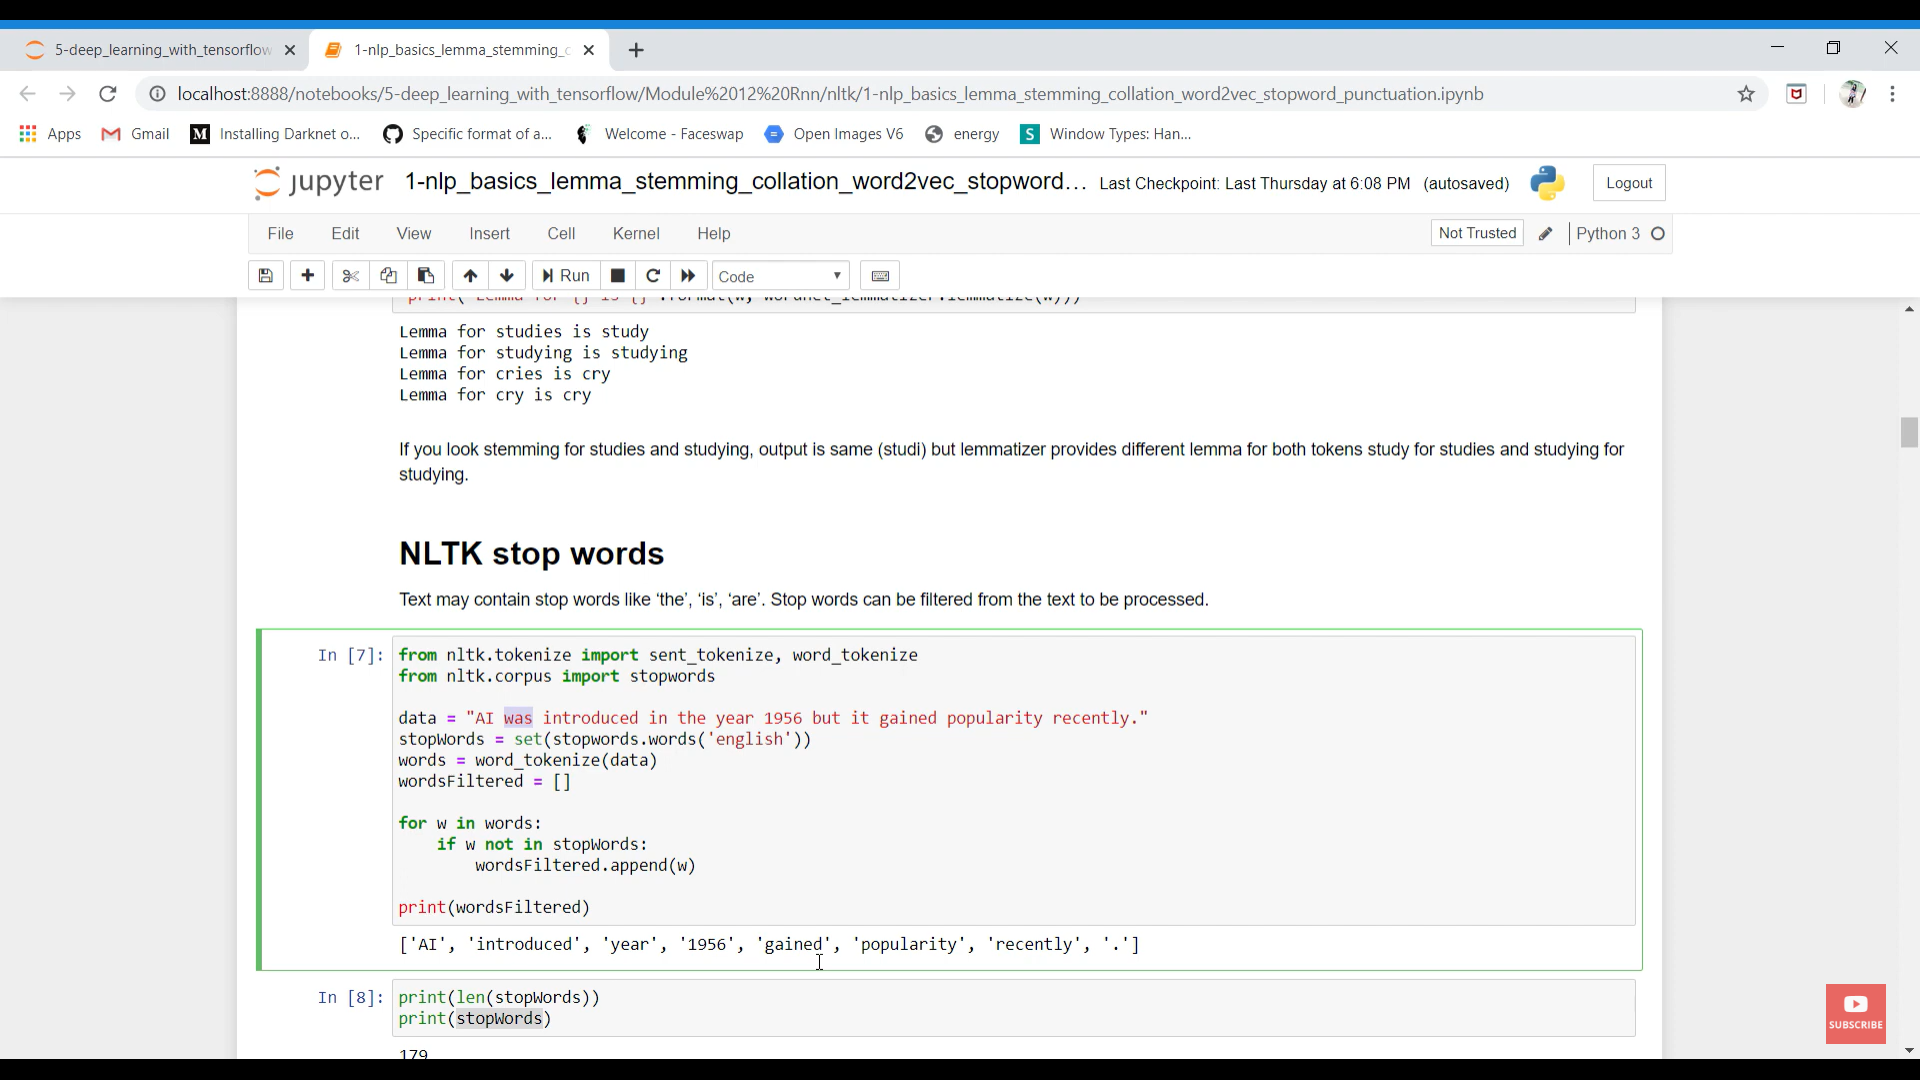 5-deep_learning_with_tensorflow
1-nlp_basics_lemma_stemming_c
localhost:8888/notebooks/5-deep_learning_with_tensorflow/Module%2012%20Rnn/nltk/1-nlp_basics_lemma_stemming_collation_word2vec_stopword_punctuation.ipynb
Apps Gmail Installing Darknet o... Specific format of a... Welcome - Faceswap Open Images V6 energy Window Types: Han...
jupyter 1-nlp_basics_lemma_stemming_collation_word2vec_stopword... Last Checkpoint: Last Thursday at 6:08 PM (autosaved) Logout
File Edit View Insert Cell Kernel Help Not Trusted Python 3
Run Code
print("Lemma for {} is {}".format(w, wordnet_lemmatizer.lemmatize(w)))
Lemma for studies is study
Lemma for studying is studying
Lemma for cries is cry
Lemma for cry is cry
If you look stemming for studies and studying, output is same (studi) but lemmatizer provides different lemma for both tokens study for studies and studying for
studying.
NLTK stop words
Text may contain stop words like ‘the’, ‘is’, ‘are’. Stop words can be filtered from the text to be processed.
In [7]: from nltk.tokenize import sent_tokenize, word_tokenize
from nltk.corpus import stopwords
data = "AI was introduced in the year 1956 but it gained popularity recently."
stopWords = set(stopwords.words('english'))
words = word_tokenize(data)
wordsFiltered = []
for w in words:
if w not in stopWords:
wordsFiltered.append(w)
print(wordsFiltered)
['AI', 'introduced', 'year', '1956', 'gained', 'popularity', 'recently', '.']
In [8]: print(len(stopWords))
print(stopWords)
179
SUBSCRIBE